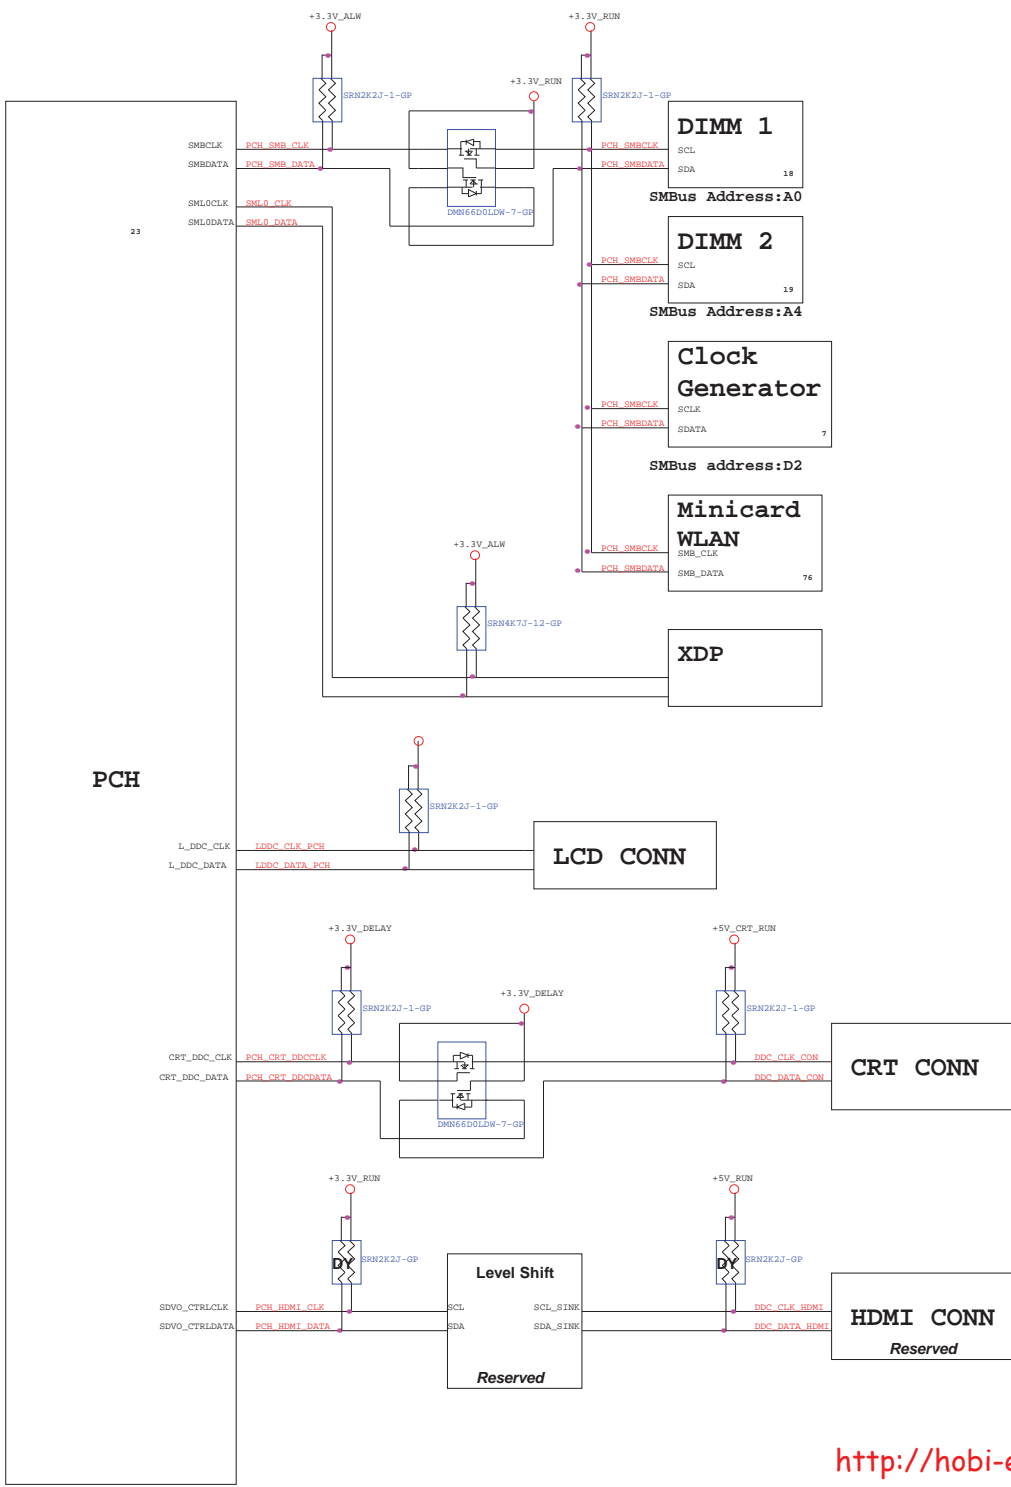 +3.3V_ALW
+3.3V_RUN
SRN2K2J-1-GP
+3.3V_RUN
SRN2K2J-1-GP
DIMM 1
SMBCLK PCH_SMB_CLK
PCH_SMBCLK SCL
SMBDATA PCH_SMB_DATA
PCH_SMBDATA SDA
18
SMBus Address:A0
SML0CLK SML0_CLK
DMN66D0LDW-7-GP
SML0DATA SML0_DATA
23
DIMM 2
PCH_SMBCLK SCL
PCH_SMBDATA SDA
19
SMBus Address:A4
Clock
Generator
PCH_SMBCLK SCLK
PCH_SMBDATA SDATA
7
SMBus address:D2
Minicard
WLAN
+3.3V_ALW
PCH_SMBCLK SMB_CLK
PCH_SMBDATA SMB_DATA
76
SRN4K7J-12-GP
XDP
PCH
SRN2K2J-1-GP
L_DDC_CLK LDDC_CLK_PCH
LCD CONN
L_DDC_DATA LDDC_DATA_PCH
+3.3V_DELAY
+5V_CRT_RUN
+3.3V_DELAY
SRN2K2J-1-GP
SRN2K2J-1-GP
CRT_DDC_CLK PCH_CRT_DDCCLK
DDC_CLK_CON
CRT CONN
CRT_DDC_DATA PCH_CRT_DDCDATA
DDC_DATA_CON
DMN66D0LDW-7-GP
+3.3V_RUN
+5V_RUN
DY SRN2K2J-GP
DY SRN2K2J-GP
Level Shift
SDVO_CTRLCLK PCH_HDMI_CLK SCL
SCL_SINK DDC_CLK_HDMI
HDMI CONN
SDVO_CTRLDATA PCH_HDMI_DATA SDA
SDA_SINK DDC_DATA_HDMI
Reserved
Reserved
http://hobi-e